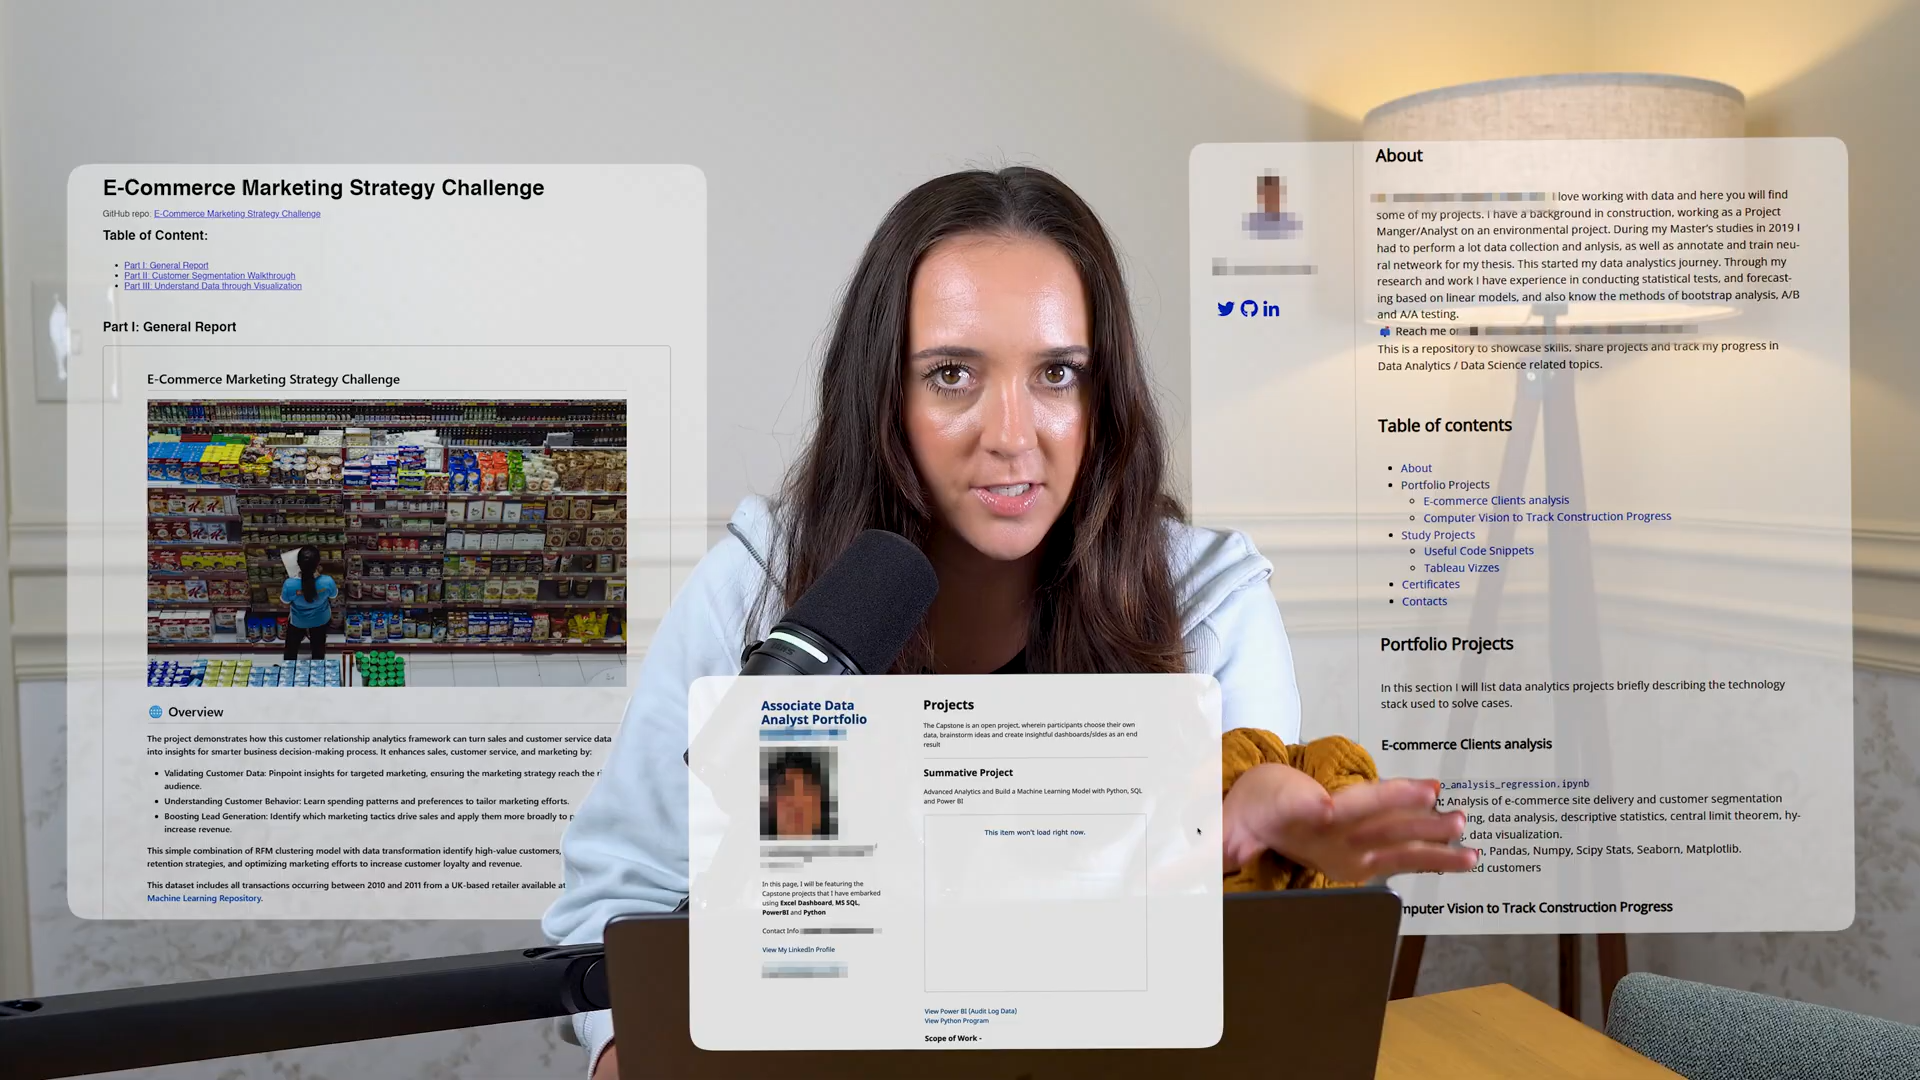 E-Commerce Marketing Strategy Challenge
GitHub repo: E-Commerce Marketing Strategy Challenge
Table of Content:
Part I: General Report
Part II: Customer Segmentation Walkthrough
Part III: Understand Data through Visualization
Part I: General Report
E-Commerce Marketing Strategy Challenge
Overview
The project demonstrates how this customer relationship analytics framework can turn sales and customer service data
into insights for smarter business decision-making process. It enhances sales, customer service, and marketing by:
Validating Customer Data: Pinpoint insights for targeted marketing, ensuring the marketing strategy reach the
audience.
Understanding Customer Behavior: Learn spending patterns and preferences to tailor marketing efforts.
Boosting Lead Generation: Identify which marketing tactics drive sales and apply them more broadly to
increase revenue.
This simple combination of RFM clustering model with data transformation identify high-value customers,
retention strategies, and optimizing marketing efforts to increase customer loyalty and revenue.
This dataset includes all transactions occurring between 2010 and 2011 from a UK-based retailer available at
Machine Learning Repository.
Associate Data
Analyst Portfolio
In this page, I will be featuring the
Capstone projects that I have embarked
using Excel Dashboard, MS SQL,
PowerBI and Python
Contact Info
View My LinkedIn Profile
Projects
The Capstone is an open project, wherein participants choose their own
data, brainstorm ideas and create insightful dashboards/slides as an end
result
Summative Project
Advanced Analytics and Build a Machine Learning Model with Python, SQL
and Power BI
This item won't load right now.
View Power BI (Audit Log Data)
View Python Program
Scope of Work -
About
I love working with data and here you will find
some of my projects. I have a background in construction, working as a Project
Manger/Analyst on an environmental project. During my Master's studies in 2019 I
had to perform a lot data collection and anlysis, as well as annotate and train neu-
ral netweork for my thesis. This started my data analytics journey. Through my
research and work I have experience in conducting statistical tests, and forecast-
ing based on linear models, and also know the methods of bootstrap analysis, A/B
and A/A testing.
Reach me
This is a repository to showcase skills, share projects and track my progress in
Data Analytics / Data Science related topics.
Table of contents
About
Portfolio Projects
E-commerce Clients analysis
Computer Vision to Track Construction Progress
Study Projects
Useful Code Snippets
Tableau Vizzes
Certificates
Contacts
Portfolio Projects
In this section I will list data analytics projects briefly describing the technology
stack used to solve cases.
E-commerce Clients analysis
o_analysis_regression.ipynb
Analysis of e-commerce site delivery and customer segmentation
data analysis, descriptive statistics, central limit theorem, hy-
data visualization.
Pandas, Numpy, Scipy Stats, Seaborn, Matplotlib.
customers
mputer Vision to Track Construction Progress